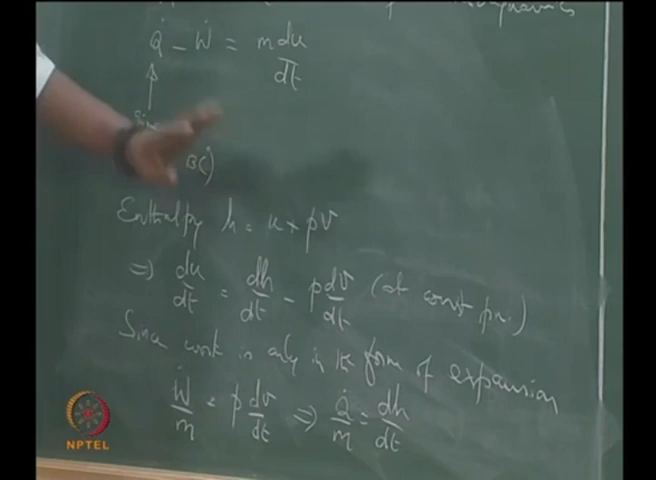 Q̇ - Ẇ = m du/dt
B(
Enthalpy h = u + pv
=> du/dt = dh/dt - p dv/dt (at const pr.)
Since work is only in the form of expansion
Ẇ/m = p dv/dt => Q̇/m = dh/dt
NPTEL